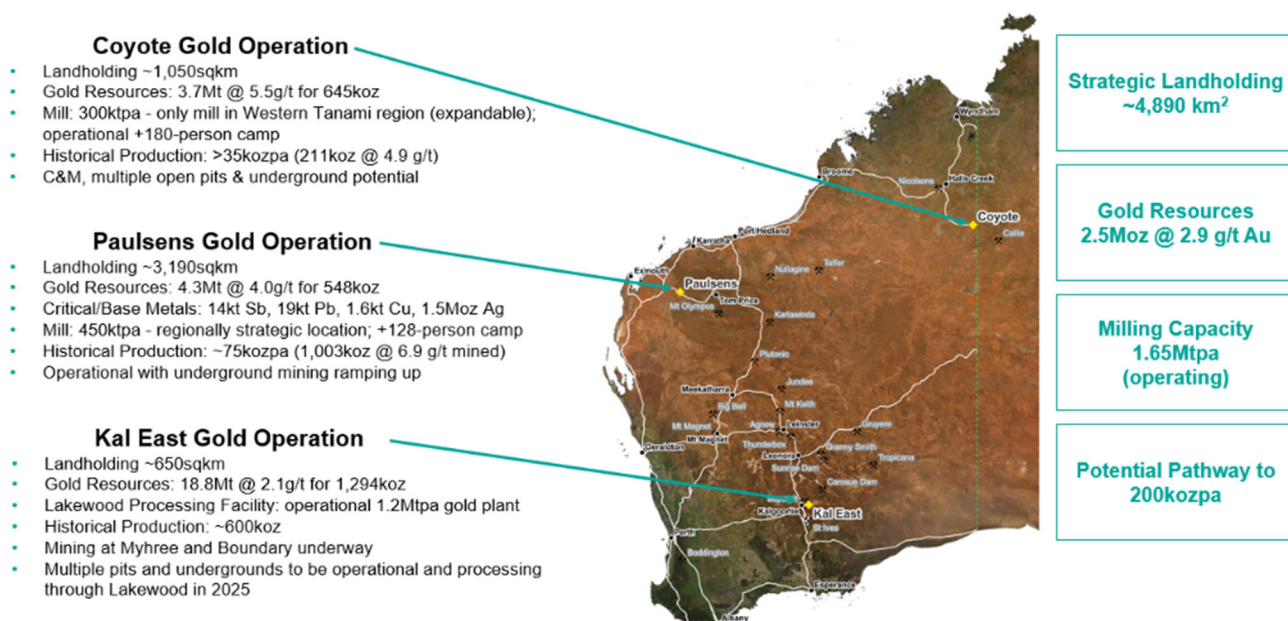 Coyote Gold Operation
• Landholding ~1,050sqkm
• Gold Resources: 3.7Mt @ 5.5g/t for 645koz
• Mill: 300ktpa - only mill in Western Tanami region (expandable);
operational +180-person camp
• Historical Production: >35kozpa (211koz @ 4.9 g/t)
• C&M, multiple open pits & underground potential
Paulsens Gold Operation
• Landholding ~3,190sqkm
• Gold Resources: 4.3Mt @ 4.0g/t for 548koz
• Critical/Base Metals: 14kt Sb, 19kt Pb, 1.6kt Cu, 1.5Moz Ag
• Mill: 450ktpa - regionally strategic location; +128-person camp
• Historical Production: ~75kozpa (1,003koz @ 6.9 g/t mined)
• Operational with underground mining ramping up
Kal East Gold Operation
• Landholding ~650sqkm
• Gold Resources: 18.8Mt @ 2.1g/t for 1,294koz
• Lakewood Processing Facility: operational 1.2Mtpa gold plant
• Historical Production: ~600koz
• Mining at Myhree and Boundary underway
• Multiple pits and undergrounds to be operational and processing
through Lakewood in 2025
Wyndham
Broome
Nicolsons
Halls Creek
Coyote
Callie
Port Hedland
Karratha
Exmouth
Nullagine
Telfer
Paulsens
Tom Price
Mt Olympus
Karlawinda
Plutonic
Jundee
Meekatharra
Big Bell
Mt Keith
Mt Magnet
Mt Magnet
Agnew
Leinster
Gruyere
Geraldton
Thunderbox
Leonora
Granny Smith
Sunrise Dam
Tropicana
Carosue Dam
Kalgoorlie
Kal East
St Ives
Perth
Boddington
Esperance
Albany
Strategic Landholding
~4,890 km²
Gold Resources
2.5Moz @ 2.9 g/t Au
Milling Capacity
1.65Mtpa
(operating)
Potential Pathway to
200kozpa